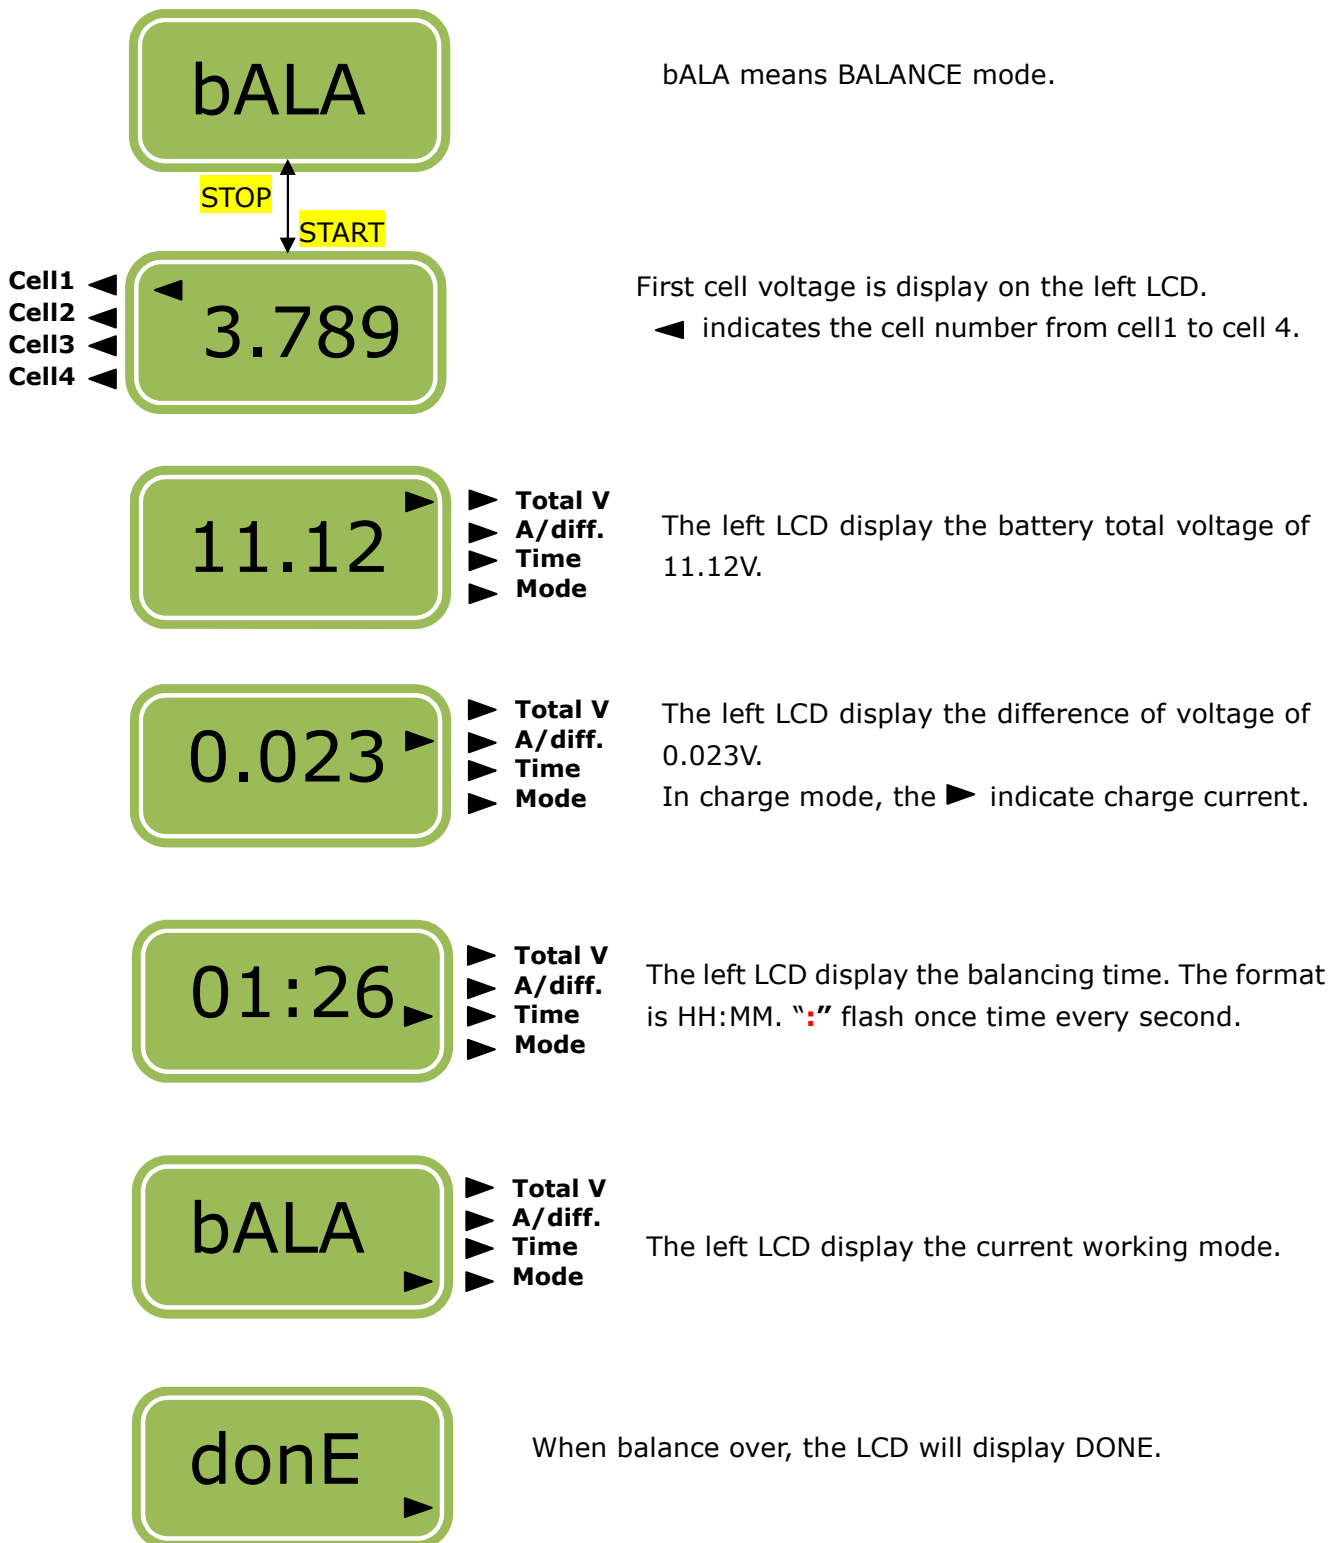 bALA
bALA means BALANCE mode.
STOP
START
Cell1
Cell2
Cell3
Cell4
3.789
First cell voltage is display on the left LCD.
indicates the cell number from cell1 to cell 4.
11.12
Total V
A/diff.
Time
Mode
The left LCD display the battery total voltage of
11.12V.
0.023
Total V
A/diff.
Time
Mode
The left LCD display the difference of voltage of
0.023V.
In charge mode, the ► indicate charge current.
01:26
Total V
A/diff.
Time
Mode
The left LCD display the balancing time. The format
is HH:MM. “:” flash once time every second.
bALA
Total V
A/diff.
Time
Mode
The left LCD display the current working mode.
donE
When balance over, the LCD will display DONE.